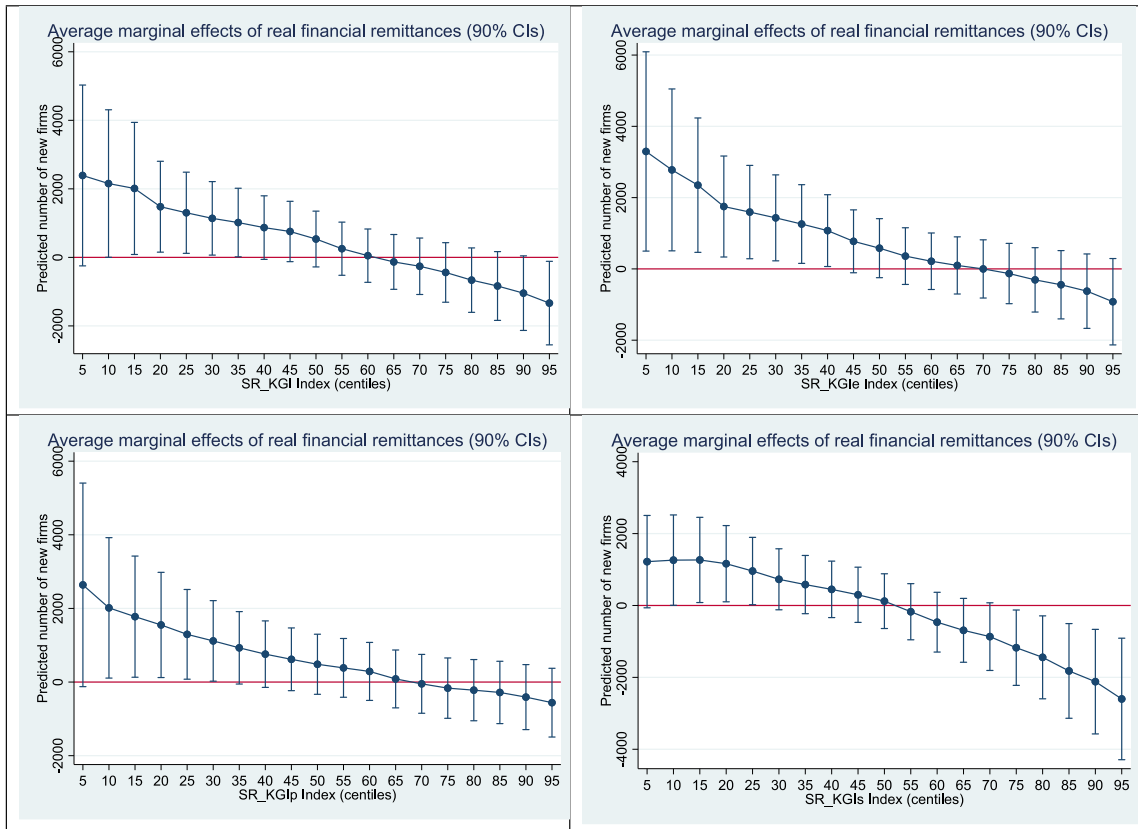 Average marginal effects of real financial remittances (90% CIs)
Predicted number of new firms
6000
4000
2000
0
-2000
5 10 15 20 25 30 35 40 45 50 55 60 65 70 75 80 85 90 95
SR_KGI Index (centiles)
Average marginal effects of real financial remittances (90% CIs)
Predicted number of new firms
6000
4000
2000
0
-2000
5 10 15 20 25 30 35 40 45 50 55 60 65 70 75 80 85 90 95
SR_KGIe Index (centiles)
Average marginal effects of real financial remittances (90% CIs)
Predicted number of new firms
6000
4000
2000
0
-2000
5 10 15 20 25 30 35 40 45 50 55 60 65 70 75 80 85 90 95
SR_KGIp Index (centiles)
Average marginal effects of real financial remittances (90% CIs)
Predicted number of new firms
4000
2000
0
-2000
-4000
5 10 15 20 25 30 35 40 45 50 55 60 65 70 75 80 85 90 95
SR_KGIs Index (centiles)